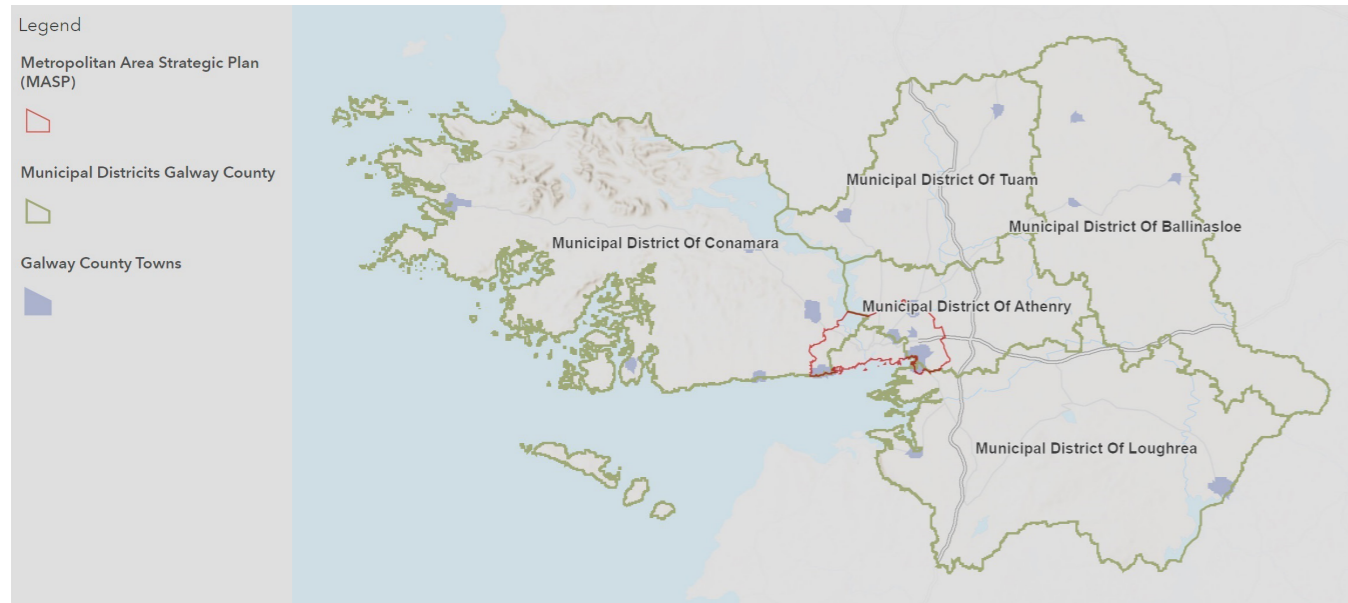 Legend
Metropolitan Area Strategic Plan
(MASP)
Municipal Districits Galway County
Galway County Towns
Municipal District Of Tuam
Municipal District Of Ballinasloe
Municipal District Of Conamara
Municipal District Of Athenry
Municipal District Of Loughrea